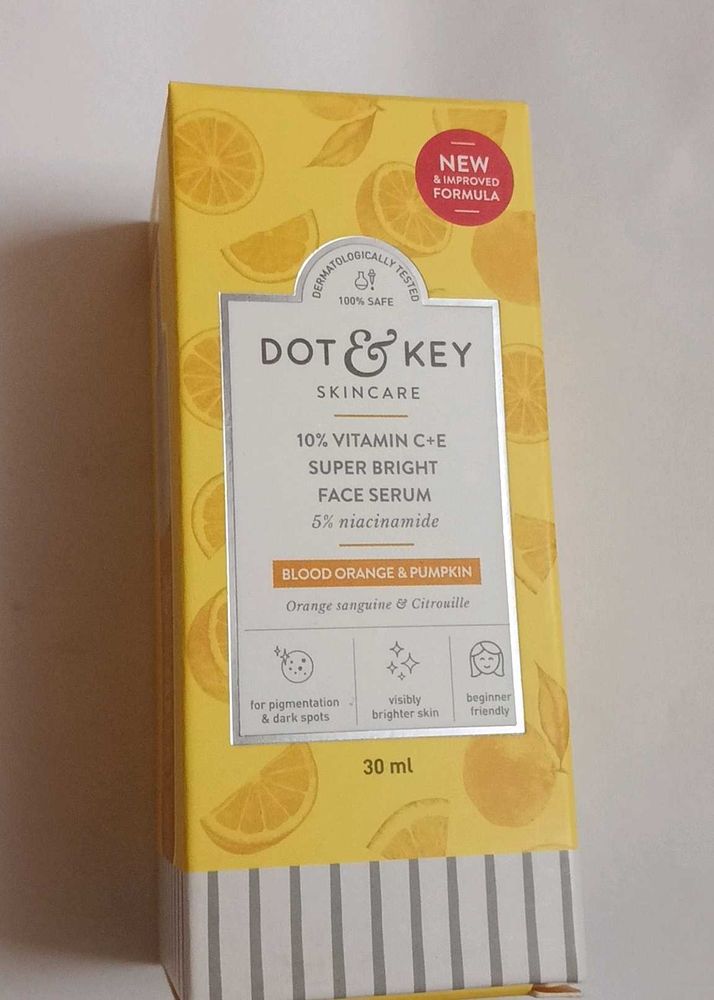 NEW
& IMPROVED
FORMULA
DERMATOLOGICALLY TESTED
100% SAFE
DOT & KEY
SKINCARE
10% VITAMIN C+E
SUPER BRIGHT
FACE SERUM
5% niacinamide
BLOOD ORANGE & PUMPKIN
Orange sanguine & Citrouille
for pigmentation
& dark spots
visibly
brighter skin
beginner
friendly
30 ml